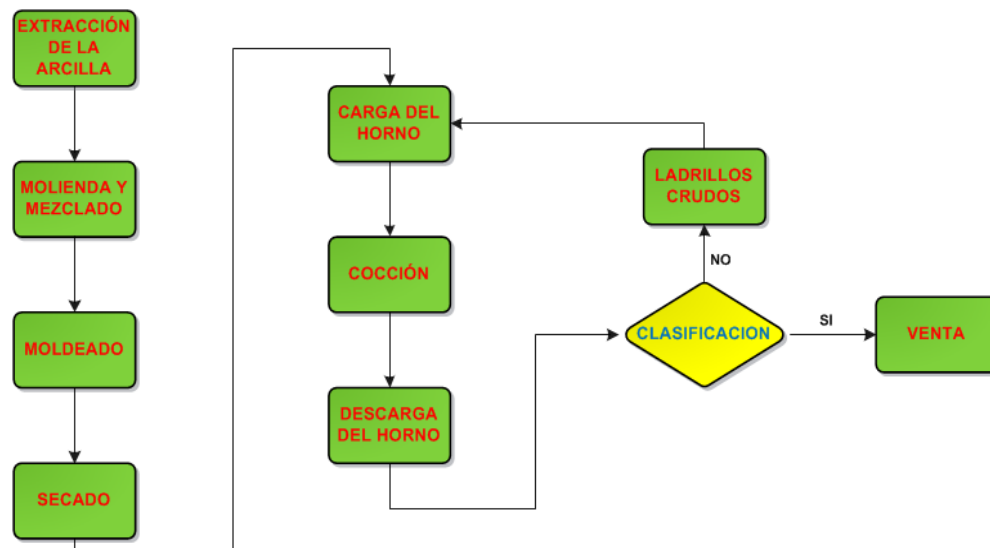 EXTRACCIÓN
DE LA
ARCILLA
MOLIENDA Y
MEZCLADO
MOLDEADO
SECADO
CARGA DEL
HORNO
COCCIÓN
DESCARGA
DEL HORNO
LADRILLOS
CRUDOS
NO
CLASIFICACION
SI
VENTA